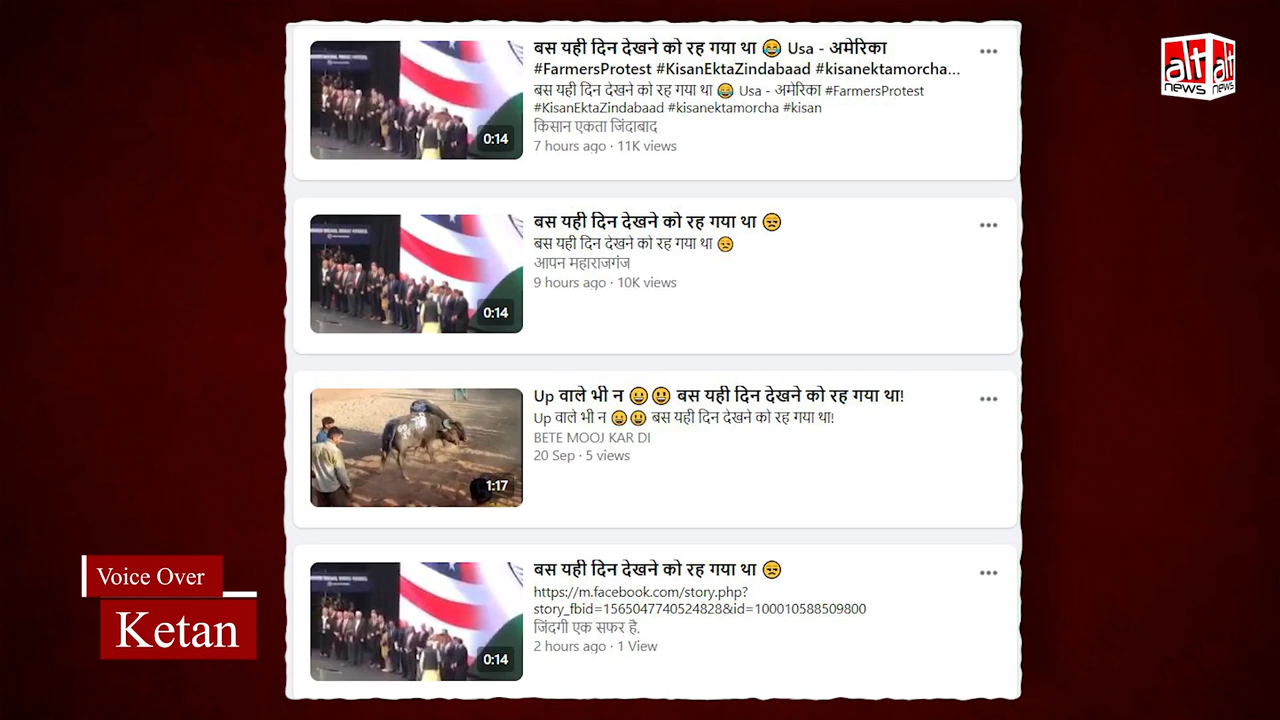 बस यही दिन देखने को रह गया था 😂 Usa - अमेरिका
#FarmersProtest #KisanEktaZindabaad #kisanektamorcha...
बस यही दिन देखने को रह गया था 😂 Usa - अमेरिका #FarmersProtest
#KisanEktaZindabaad #kisanektamorcha #kisan
किसान एकता जिंदाबाद
7 hours ago · 11K views
0:14
बस यही दिन देखने को रह गया था 😒
बस यही दिन देखने को रह गया था 😒
आपन महाराजगंज
9 hours ago · 10K views
0:14
Up वाले भी न 😀😃 बस यही दिन देखने को रह गया था!
Up वाले भी न 😀😃 बस यही दिन देखने को रह गया था!
BETE MOOJ KAR DI
20 Sep · 5 views
1:17
बस यही दिन देखने को रह गया था 😒
https://m.facebook.com/story.php?
story_fbid=1565047740524828&id=100010588509800
जिंदगी एक सफर है.
2 hours ago · 1 View
0:14
alt news
alt news
Voice Over
Ketan